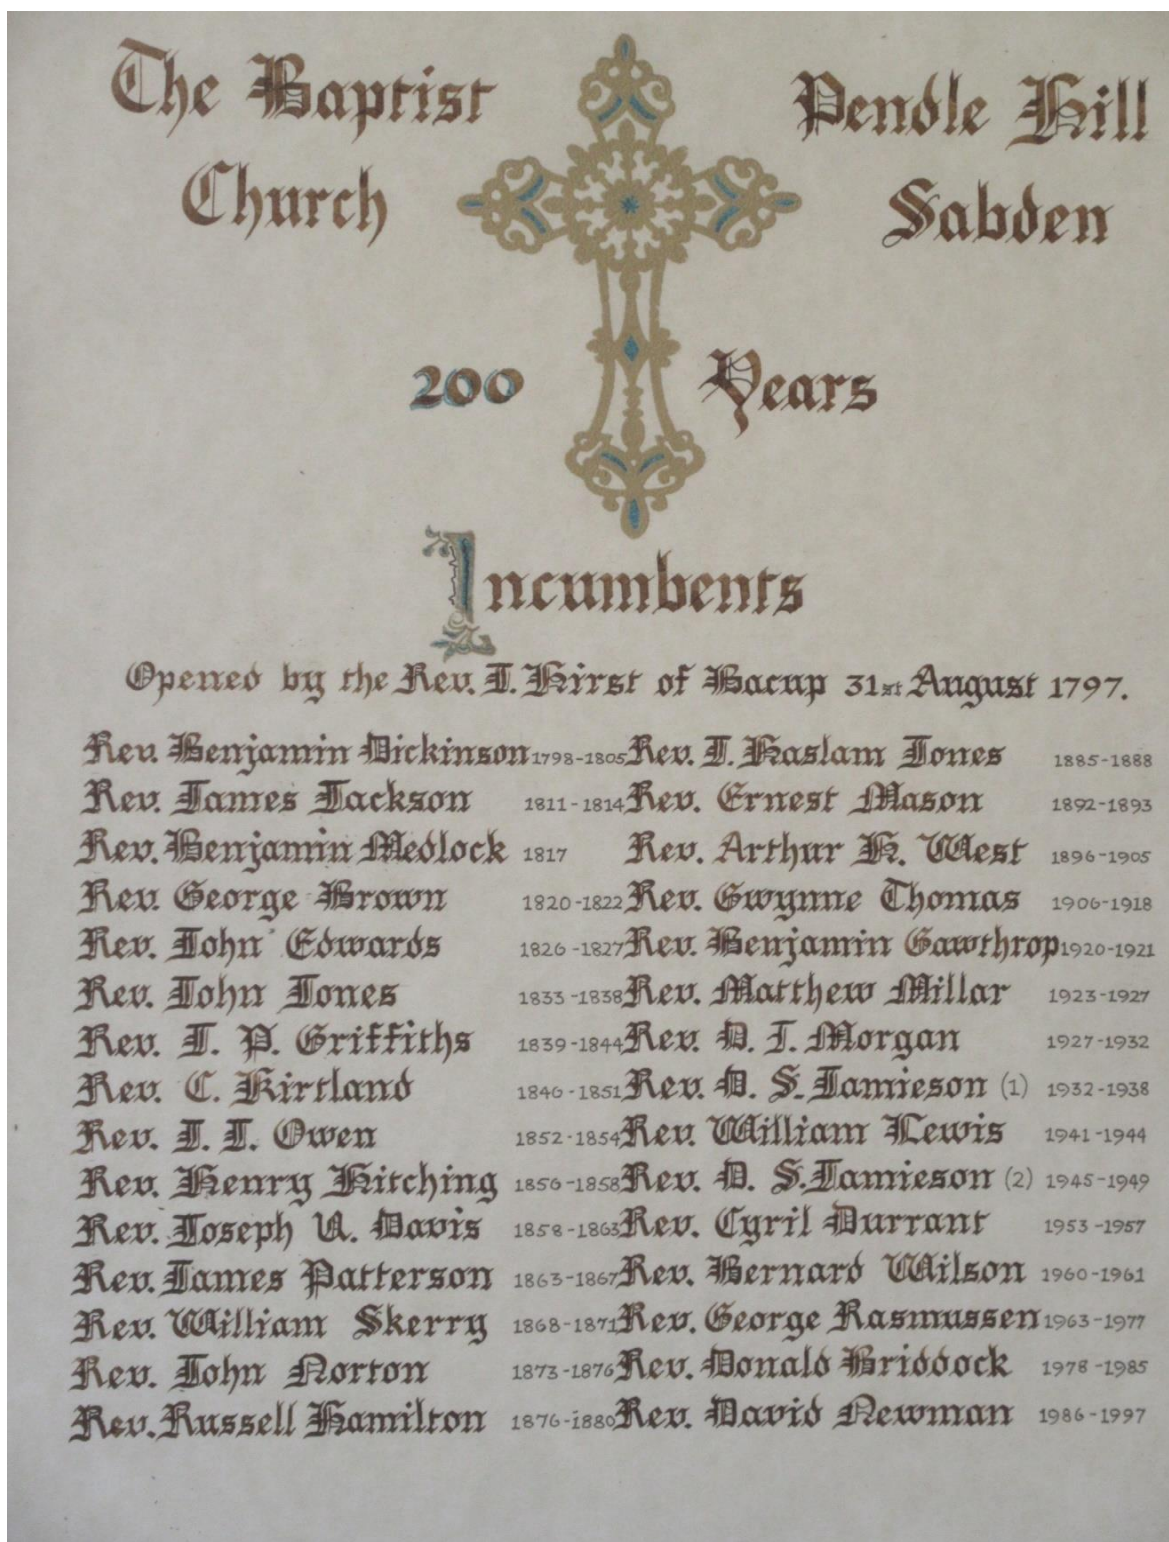 The Baptist
Church
Pendle Hill
Sabden
200 Years
Incumbents
Opened by the Rev. J. Hirst of Bacup 31st August 1797.
Rev. Benjamin Dickinson 1798-1805
Rev. James Jackson 1811-1814
Rev. Benjamin Medlock 1817
Rev. George Brown 1820-1822
Rev. John Edwards 1826-1827
Rev. John Jones 1833-1838
Rev. J. P. Griffiths 1839-1844
Rev. C. Kirtland 1846-1851
Rev. J. J. Owen 1852-1854
Rev. Henry Hitching 1856-1858
Rev. Joseph U. Davis 1858-1863
Rev. James Patterson 1863-1867
Rev. William Skerry 1868-1871
Rev. John Norton 1873-1876
Rev. Russell Hamilton 1876-1880
Rev. J. Haslam Jones 1885-1888
Rev. Ernest Mason 1892-1893
Rev. Arthur H. West 1896-1905
Rev. Gwynne Thomas 1906-1918
Rev. Benjamin Gawthrop 1920-1921
Rev. Matthew Millar 1923-1927
Rev. D. J. Morgan 1927-1932
Rev. D. S. Jamieson (1) 1932-1938
Rev. William Lewis 1941-1944
Rev. D. S. Jamieson (2) 1945-1949
Rev. Cyril Durrant 1953-1957
Rev. Bernard Wilson 1960-1961
Rev. George Rasmussen 1963-1977
Rev. Donald Briddock 1978-1985
Rev. David Newman 1986-1997